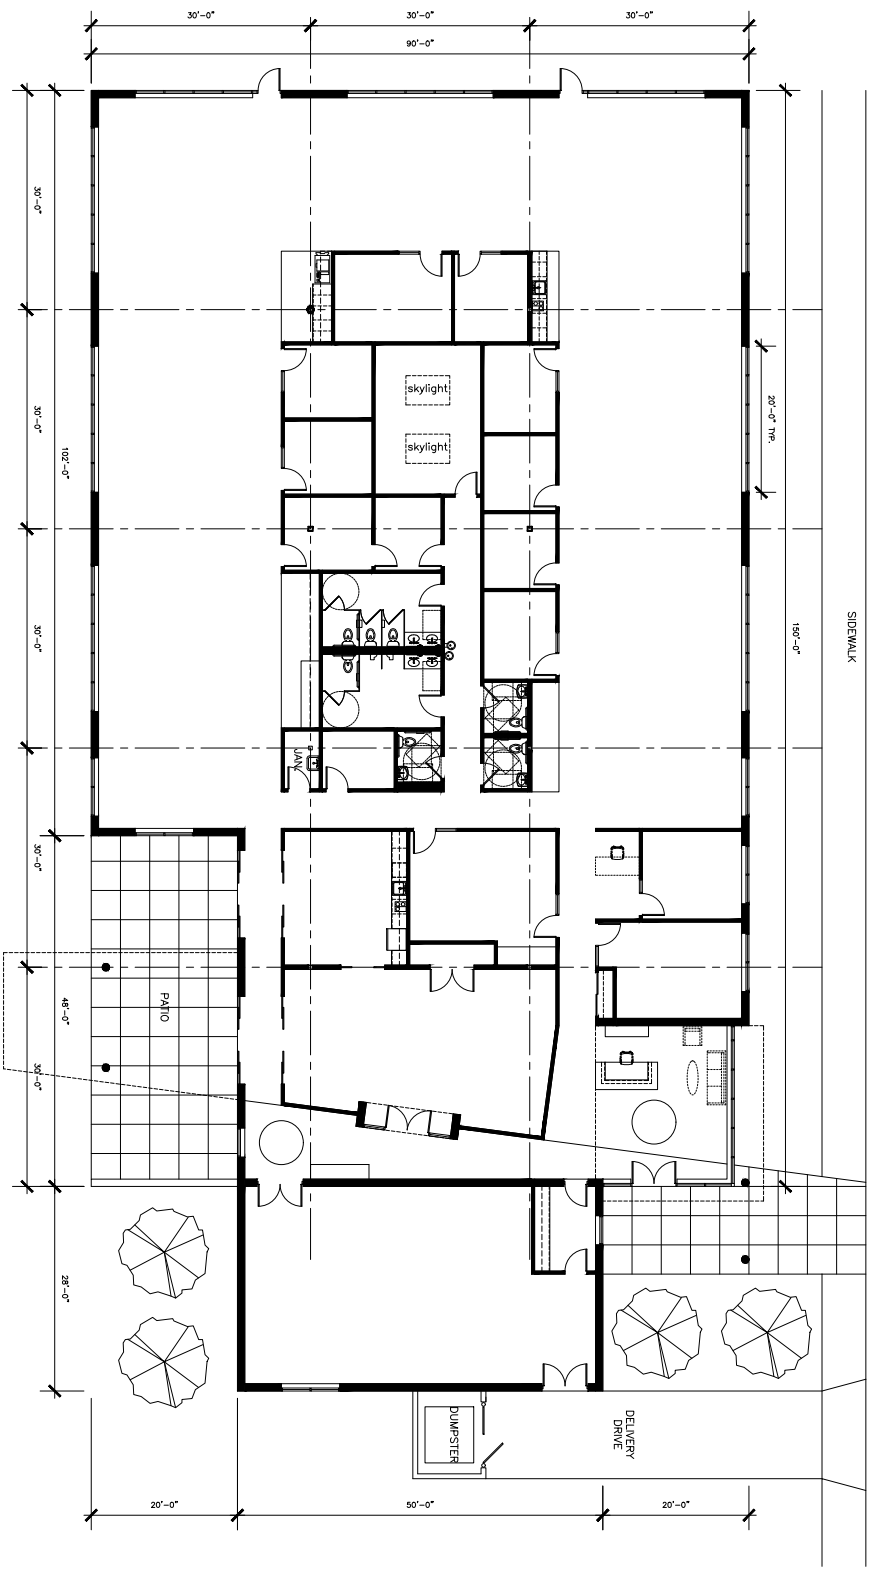 30'-0"
30'-0"
30'-0"
90'-0"
30'-0"
skylight
20'-0" TYP.
30'-0"
skylight
102'-0"
30'-0"
150'-0"
SIDEWALK
JAN.
30'-0"
PATIO
48'-0"
30'-0"
28'-0"
DUMPSTER
DELIVERY
DRIVE
20'-0"
50'-0"
20'-0"